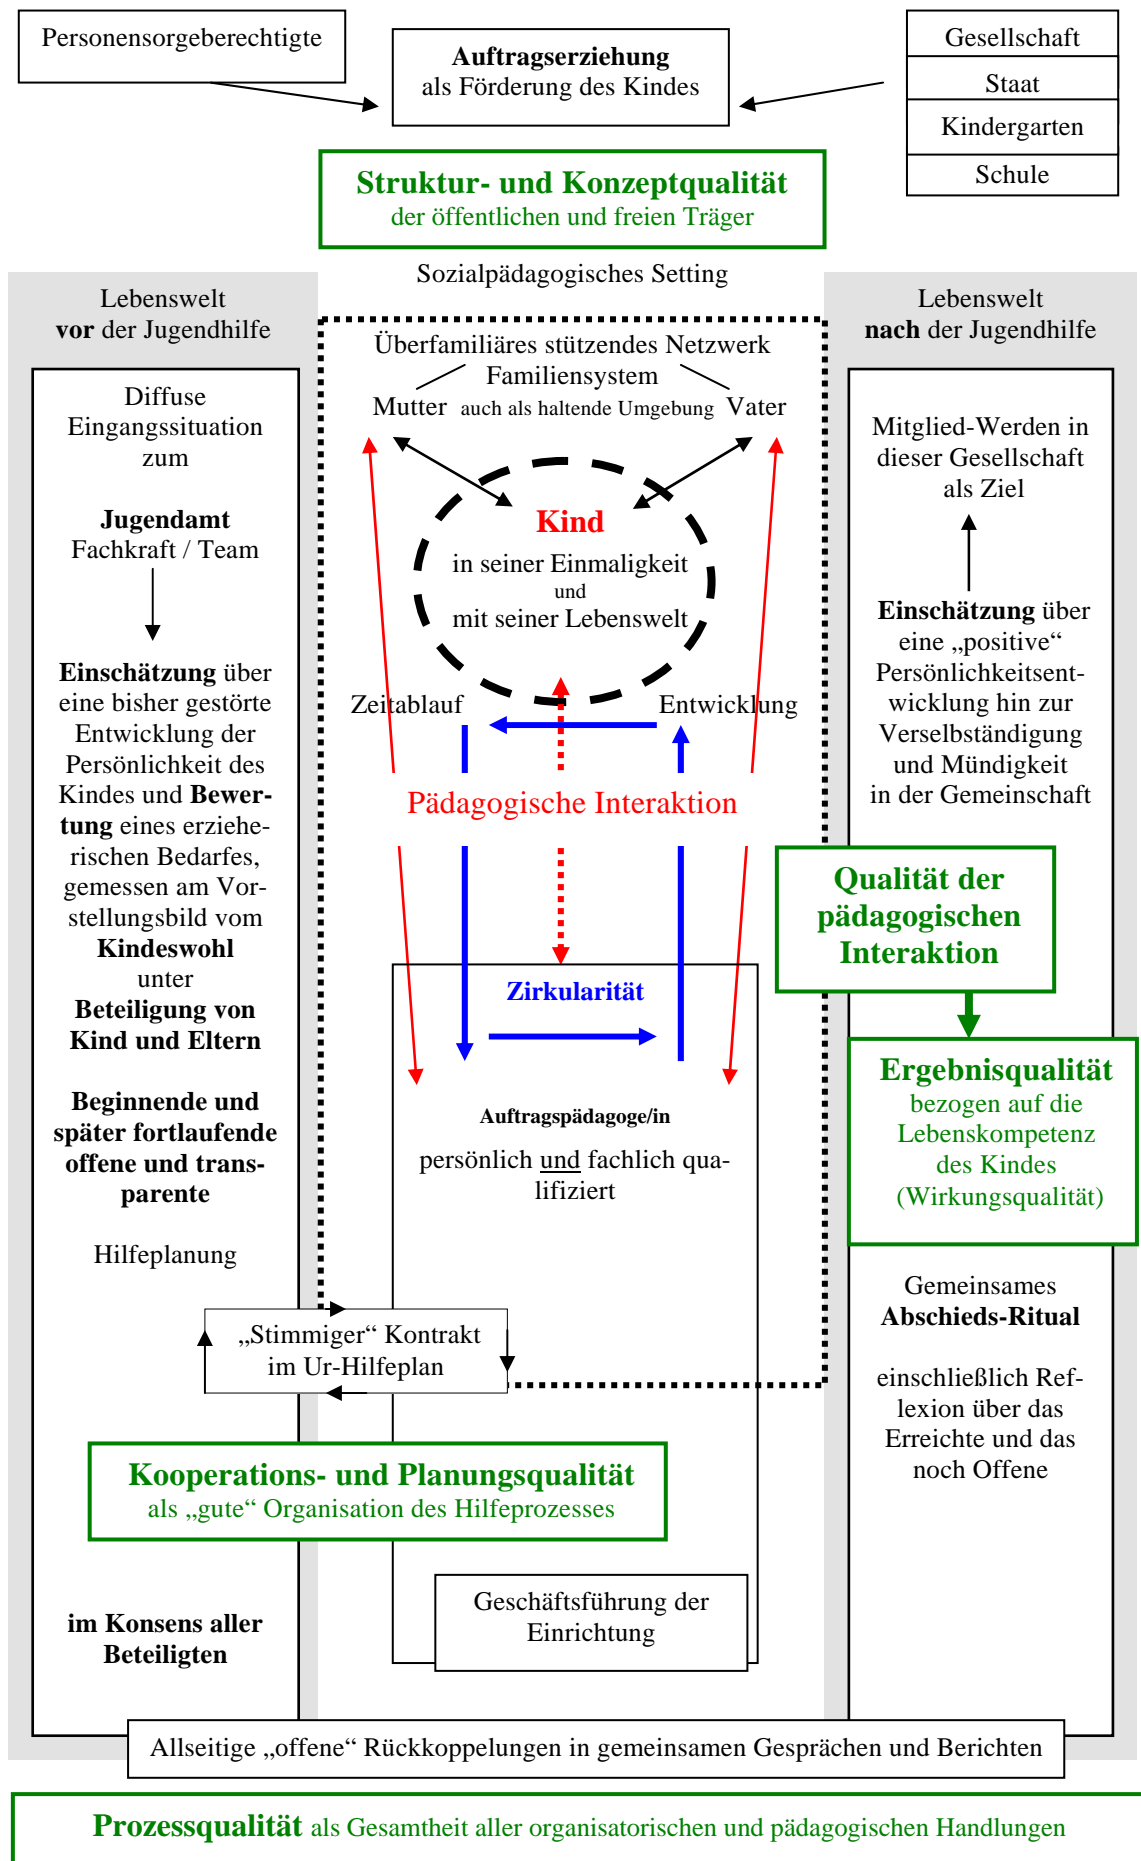 Personensorgeberechtigte
Auftragserziehung
als Förderung des Kindes
Gesellschaft
Staat
Kindergarten
Schule
Struktur- und Konzeptqualität
der öffentlichen und freien Träger
Sozialpädagogisches Setting
Lebenswelt
vor der Jugendhilfe
Diffuse
Eingangssituation
zum
Jugendamt
Fachkraft / Team
Einschätzung über
eine bisher gestörte
Entwicklung der
Persönlichkeit des
Kindes und Bewer-
tung eines erziehe-
rischen Bedarfes,
gemessen am Vor-
stellungsbild vom
Kindeswohl
unter
Beteiligung von
Kind und Eltern
Beginnende und
später fortlaufende
offene und trans-
parente
Hilfeplanung
„Stimmiger“ Kontrakt
im Ur-Hilfeplan
Kooperations- und Planungsqualität
als „gute“ Organisation des Hilfeprozesses
im Konsens aller
Beteiligten
Überfamiliäres stützendes Netzwerk
Familiensystem
Mutter auch als haltende Umgebung Vater
Kind
in seiner Einmaligkeit
und
mit seiner Lebenswelt
Zeitablauf Entwicklung
Pädagogische Interaktion
Zirkularität
Auftragspädagoge/in
persönlich und fachlich qua-
lifiziert
Geschäftsführung der
Einrichtung
Lebenswelt
nach der Jugendhilfe
Mitglied-Werden in
dieser Gesellschaft
als Ziel
Einschätzung über
eine „positive“
Persönlichkeitsent-
wicklung hin zur
Verselbständigung
und Mündigkeit
in der Gemeinschaft
Qualität der
pädagogischen
Interaktion
Ergebnisqualität
bezogen auf die
Lebenskompetenz
des Kindes
(Wirkungsqualität)
Gemeinsames
Abschieds-Ritual
einschließlich Ref-
lexion über das
Erreichte und das
noch Offene
Allseitige „offene“ Rückkoppelungen in gemeinsamen Gesprächen und Berichten
Prozessqualität als Gesamtheit aller organisatorischen und pädagogischen Handlungen